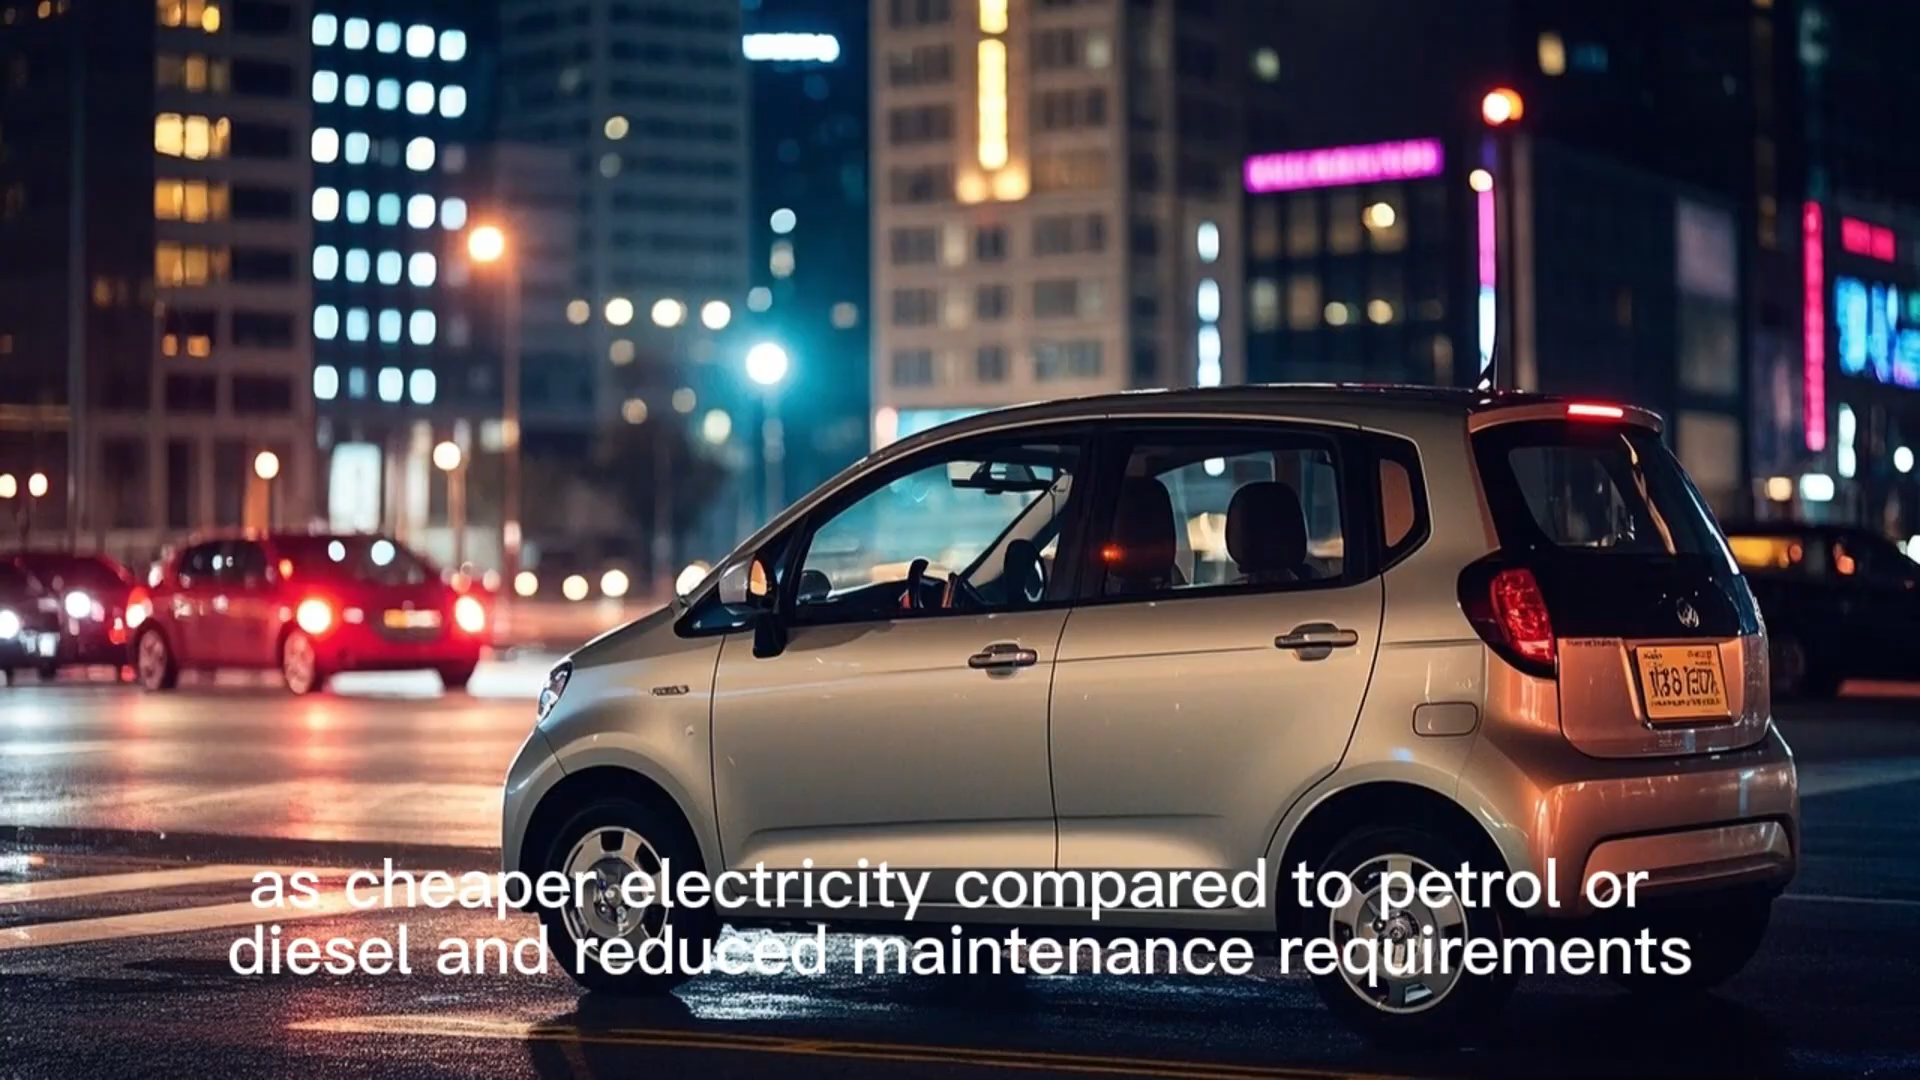 as cheaper electricity compared to petrol or
diesel and reduced maintenance requirements